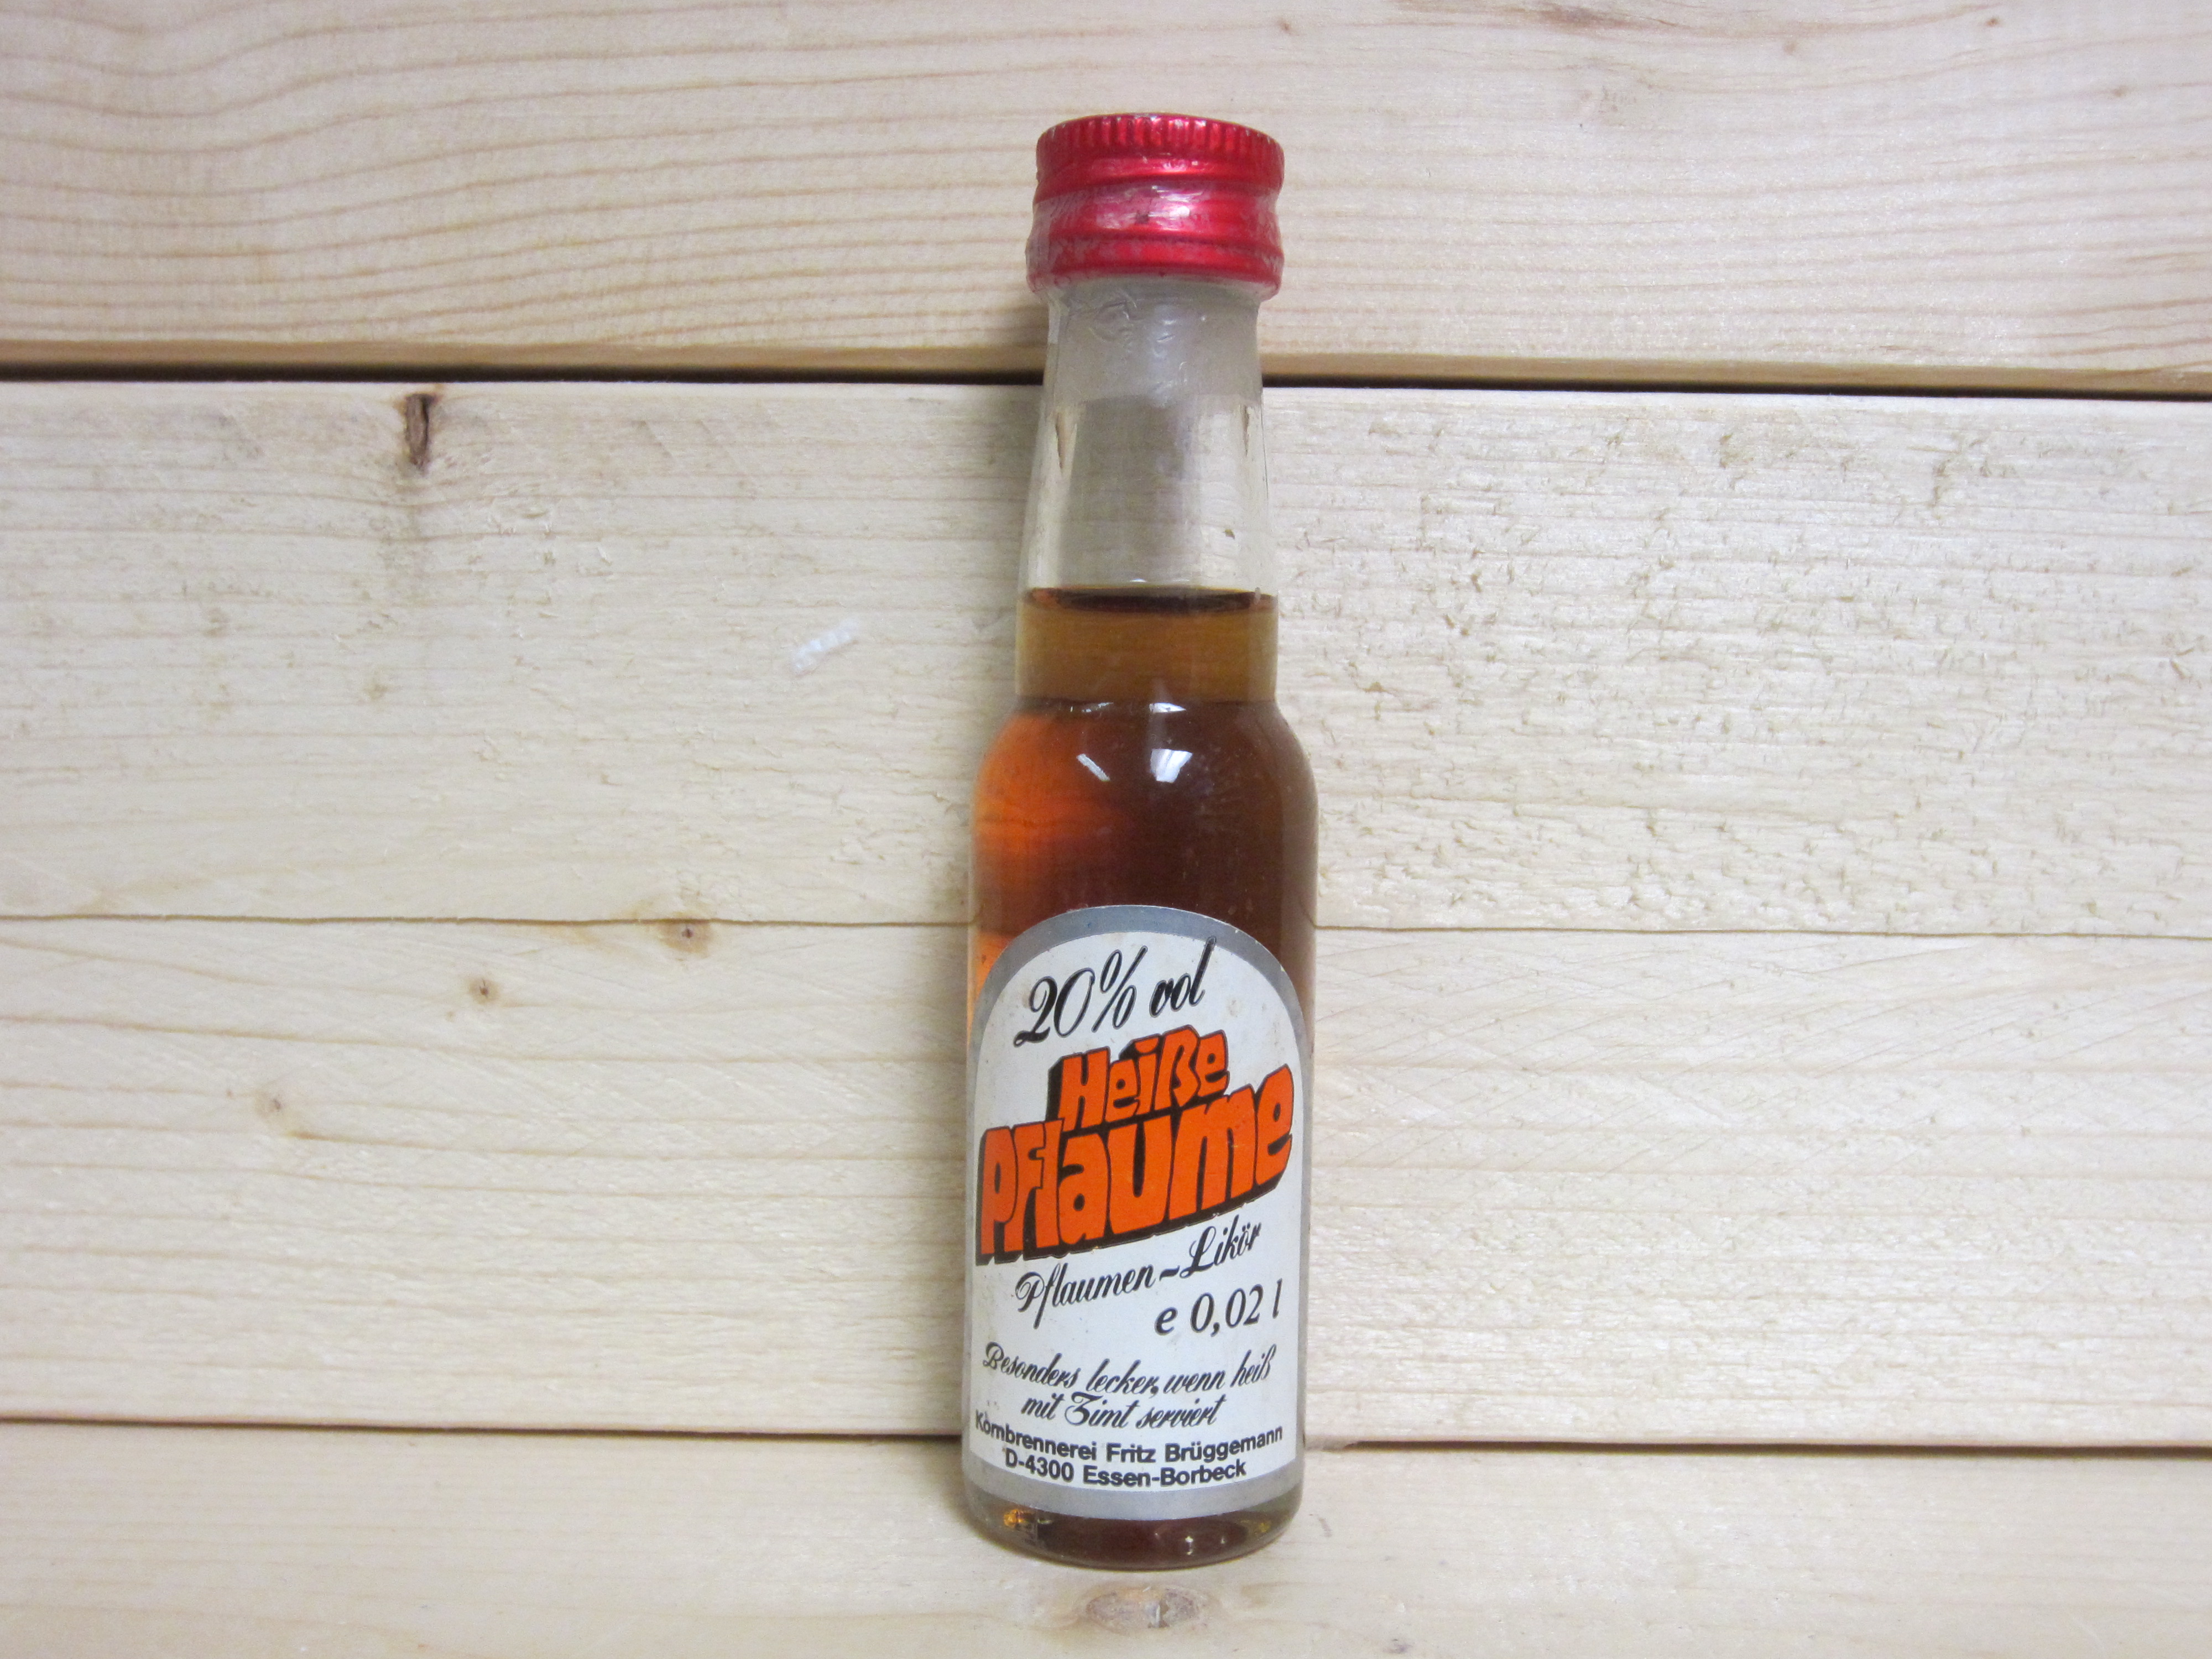 20% vol
Heiße
Pflaume
Pflaumen-Likör
e 0,02 l
Besonders lecker, wenn heiß
mit Zimt serviert
Kornbrennerei Fritz Brüggemann
D-4300 Essen-Borbeck